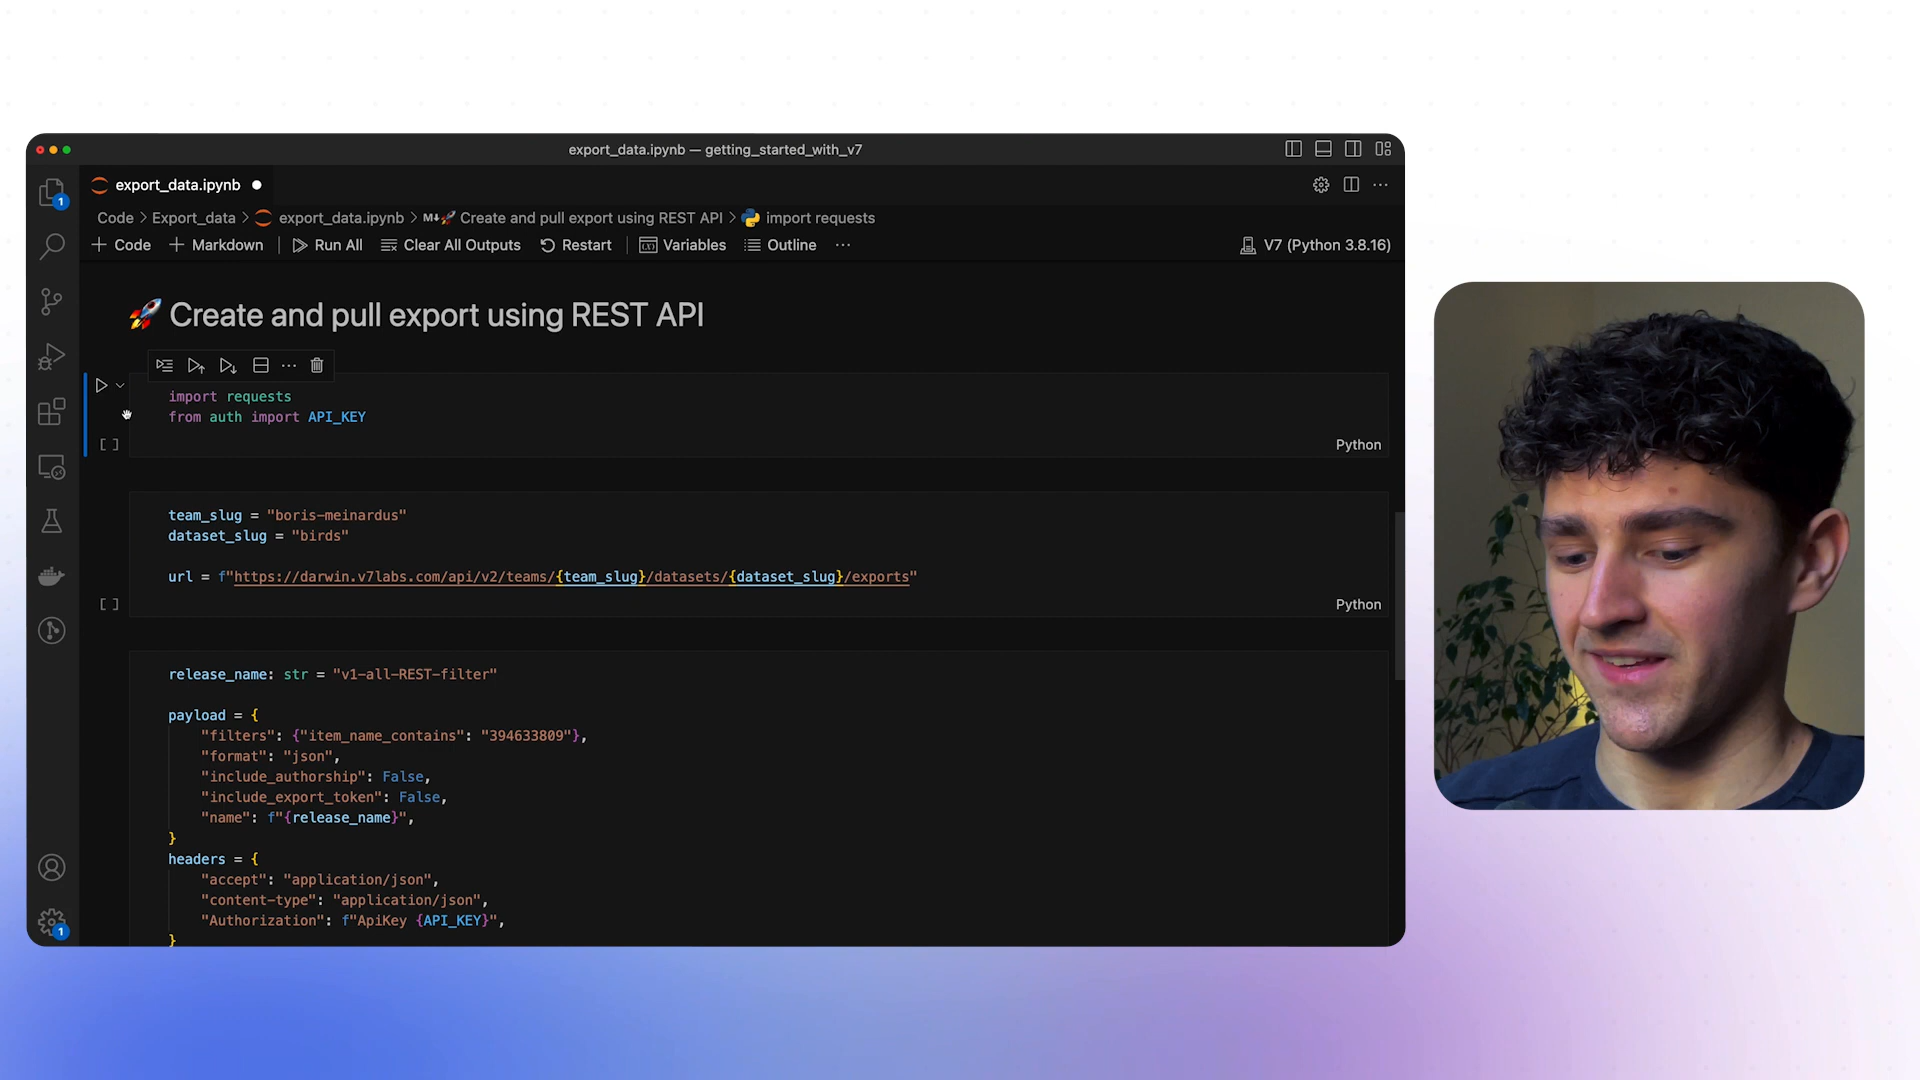 export_data.ipynb — getting_started_with_v7
export_data.ipynb
1
Code > Export_data > export_data.ipynb > M↓🚀 Create and pull export using REST API > import requests
+ Code + Markdown Run All Clear All Outputs Restart Variables Outline ...
V7 (Python 3.8.16)
🚀 Create and pull export using REST API
import requests
from auth import API_KEY
[ ]
Python
team_slug = "boris-meinardus"
dataset_slug = "birds"
url = f"https://darwin.v7labs.com/api/v2/teams/{team_slug}/datasets/{dataset_slug}/exports"
[ ]
Python
release_name: str = "v1-all-REST-filter"
payload = {
"filters": {"item_name_contains": "394633809"},
"format": "json",
"include_authorship": False,
"include_export_token": False,
"name": f"{release_name}",
}
headers = {
"accept": "application/json",
"content-type": "application/json",
"Authorization": f"ApiKey {API_KEY}",
}
1